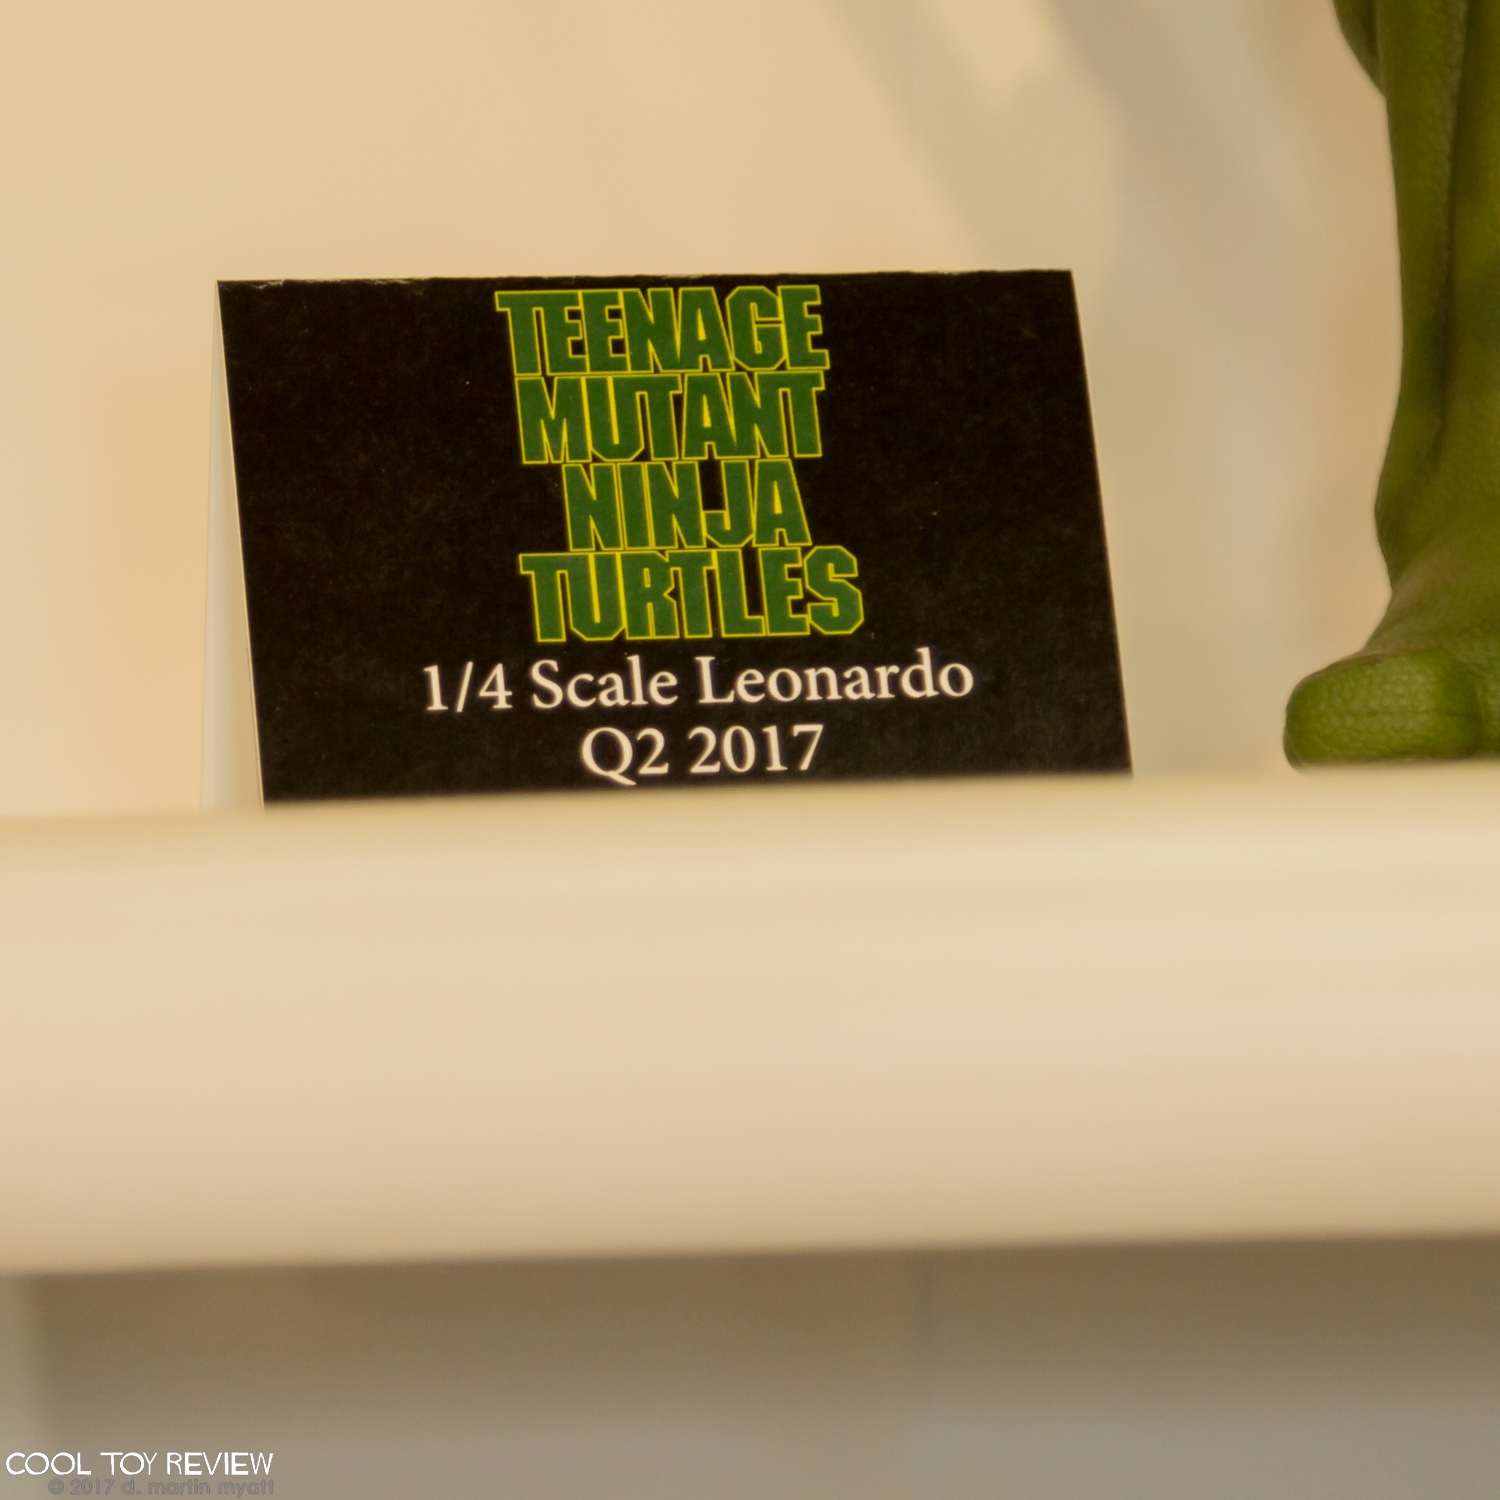 TEENAGE
MUTANT
NINJA
TURTLES
1/4 Scale Leonardo
Q2 2017
COOL TOY REVIEW
© 2017 d. martin myatt